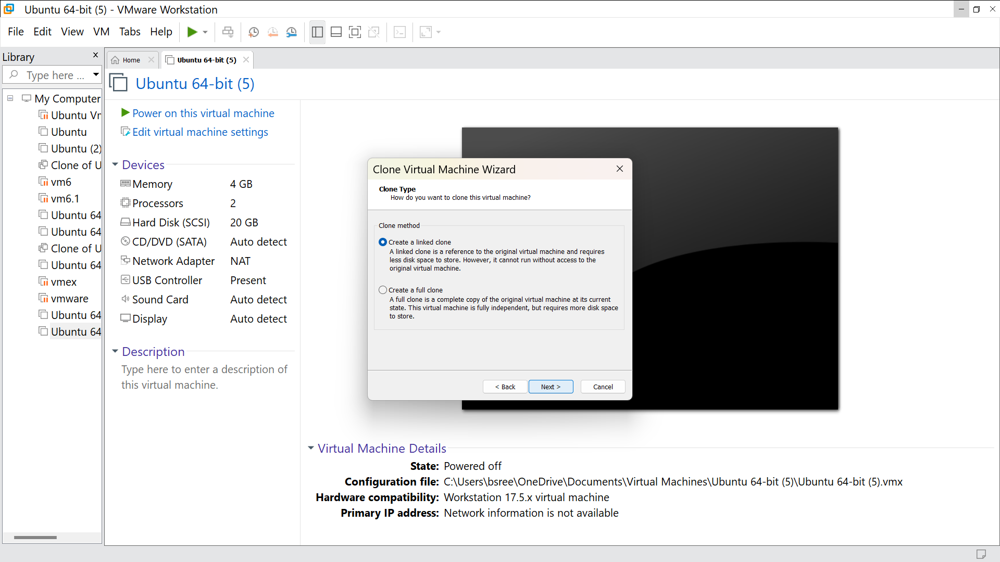 Ubuntu 64-bit (5) - VMware Workstation
File Edit View VM Tabs Help
Library
Type here ...
My Computer
Ubuntu Vr
Ubuntu
Ubuntu (2)
Clone of U
vm6
vm6.1
Ubuntu 64
Ubuntu 64
Clone of U
Ubuntu 64
vmex
vmware
Ubuntu 64
Ubuntu 64
Home
Ubuntu 64-bit (5)
Ubuntu 64-bit (5)
Power on this virtual machine
Edit virtual machine settings
Devices
Memory 4 GB
Processors 2
Hard Disk (SCSI) 20 GB
CD/DVD (SATA) Auto detect
Network Adapter NAT
USB Controller Present
Sound Card Auto detect
Display Auto detect
Description
Type here to enter a description of
this virtual machine.
Clone Virtual Machine Wizard
Clone Type
How do you want to clone this virtual machine?
Clone method
Create a linked clone
A linked clone is a reference to the original virtual machine and requires
less disk space to store. However, it cannot run without access to the
original virtual machine.
Create a full clone
A full clone is a complete copy of the original virtual machine at its current
state. This virtual machine is fully independent, but requires more disk space
to store.
< Back Next > Cancel
Virtual Machine Details
State: Powered off
Configuration file: C:\Users\bsree\OneDrive\Documents\Virtual Machines\Ubuntu 64-bit (5)\Ubuntu 64-bit (5).vmx
Hardware compatibility: Workstation 17.5.x virtual machine
Primary IP address: Network information is not available